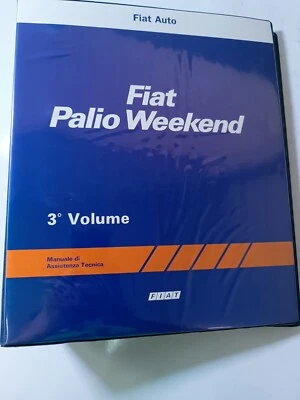 Fiat Auto
Fiat
Palio Weekend
3° Volume
Manuale di
Assistenza Tecnica
FIAT